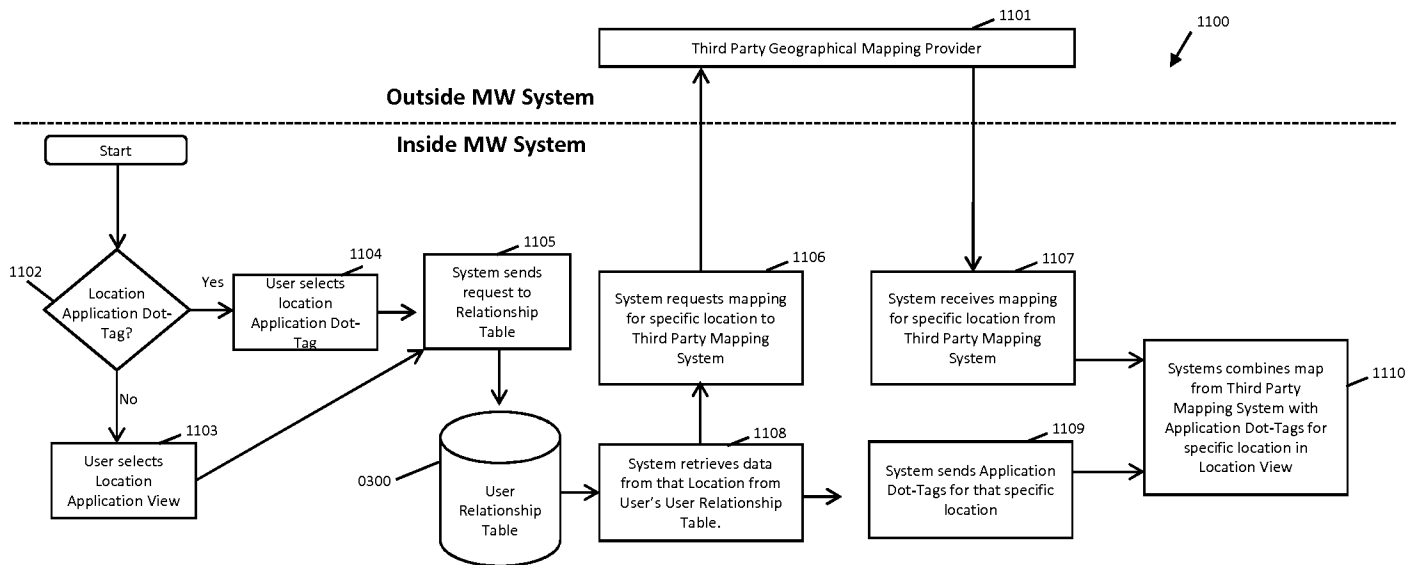 1101
1100
Third Party Geographical Mapping Provider
Outside MW System
Inside MW System
Start
1102
Location
Application Dot-
Tag?
Yes
No
1104
User selects
location
Application Dot-
Tag
1103
User selects
Location
Application View
1105
System sends
request to
Relationship
Table
0300
User
Relationship
Table
1106
System requests mapping
for specific location to
Third Party Mapping
System
1108
System retrieves data
from that Location from
User’s User Relationship
Table.
1107
System receives mapping
for specific location from
Third Party Mapping
System
1109
System sends Application
Dot-Tags for that specific
location
1110
Systems combines map
from Third Party
Mapping System with
Application Dot-Tags for
specific location in
Location View